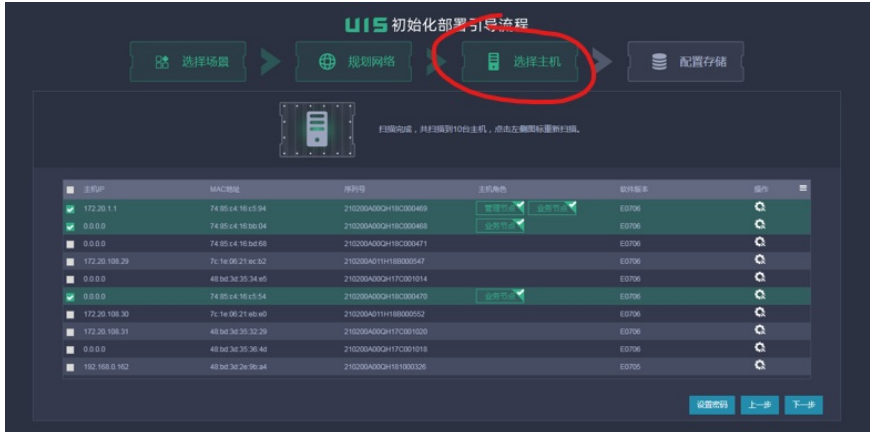 UIS 初始化部署引导流程
选择场景 规划网络 选择主机 配置存储
扫描完成，共扫描到10台主机，点击左侧图标重新扫描。
主机IP MAC地址 序列号 主机角色 软件版本 操作
172.20.1.1 74:85:c4:16:c5:94 210200A00QH18C000469 管理节点 业务节点 E0706
0.0.0.0 74:85:c4:16:bb:04 210200A00QH18C000468 业务节点 E0706
0.0.0.0 74:85:c4:16:bd:68 210200A00QH18C000471 E0706
172.20.108.29 7c:1e:06:21:ec:b2 210200A011H18B000547 E0706
0.0.0.0 48:bd:3d:35:34:e6 210200A00QH17C001014 E0706
0.0.0.0 74:85:c4:16:c5:54 210200A00QH18C000470 业务节点 E0706
172.20.108.30 7c:1e:06:21:eb:e0 210200A011H18B000552 E0706
172.20.108.31 48:bd:3d:35:32:29 210200A00QH17C001020 E0706
0.0.0.0 48:bd:3d:35:36:4d 210200A00QH17C001018 E0706
192.168.0.162 48:bd:3d:2e:9b:a4 210200A00QH181000326 E0705
设置密码 上一步 下一步